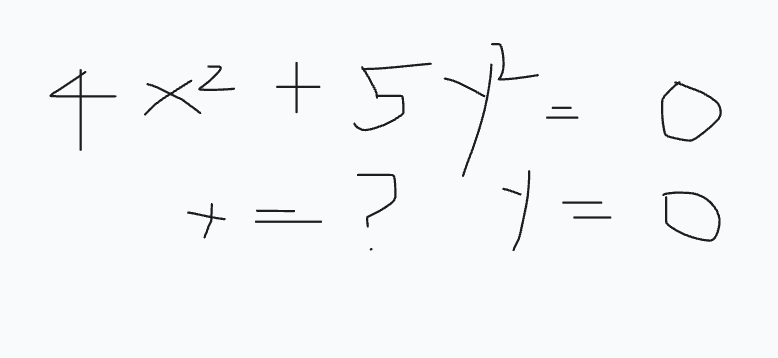 4x² + 5y² = 0
x = ? y = 0